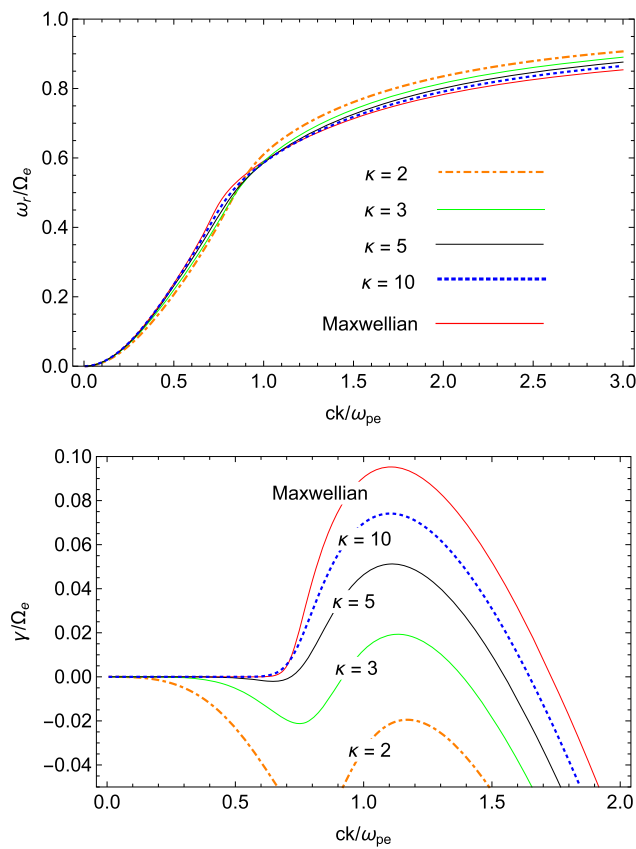 1.0
0.8
0.6
0.4
0.2
0.0
ω_r/Ω_e
κ = 2
κ = 3
κ = 5
κ = 10
Maxwellian
0.0 0.5 1.0 1.5 2.0 2.5 3.0
ck/ω_pe
0.10
0.08
0.06
0.04
0.02
0.00
−0.02
−0.04
γ/Ω_e
Maxwellian
κ = 10
κ = 5
κ = 3
κ = 2
0.0 0.5 1.0 1.5 2.0
ck/ω_pe